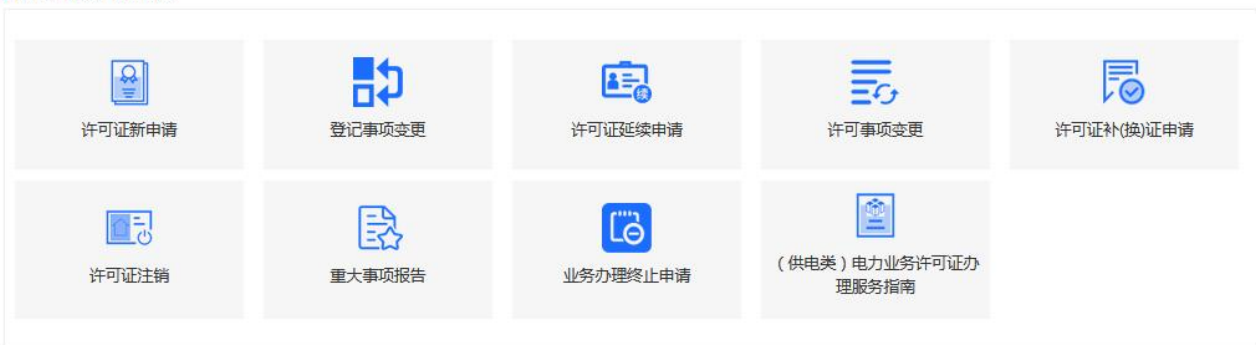 许可证新申请
登记事项变更
续
许可证延续申请
许可事项变更
许可证补(换)证申请
许可证注销
重大事项报告
业务办理终止申请
（供电类）电力业务许可证办
理服务指南